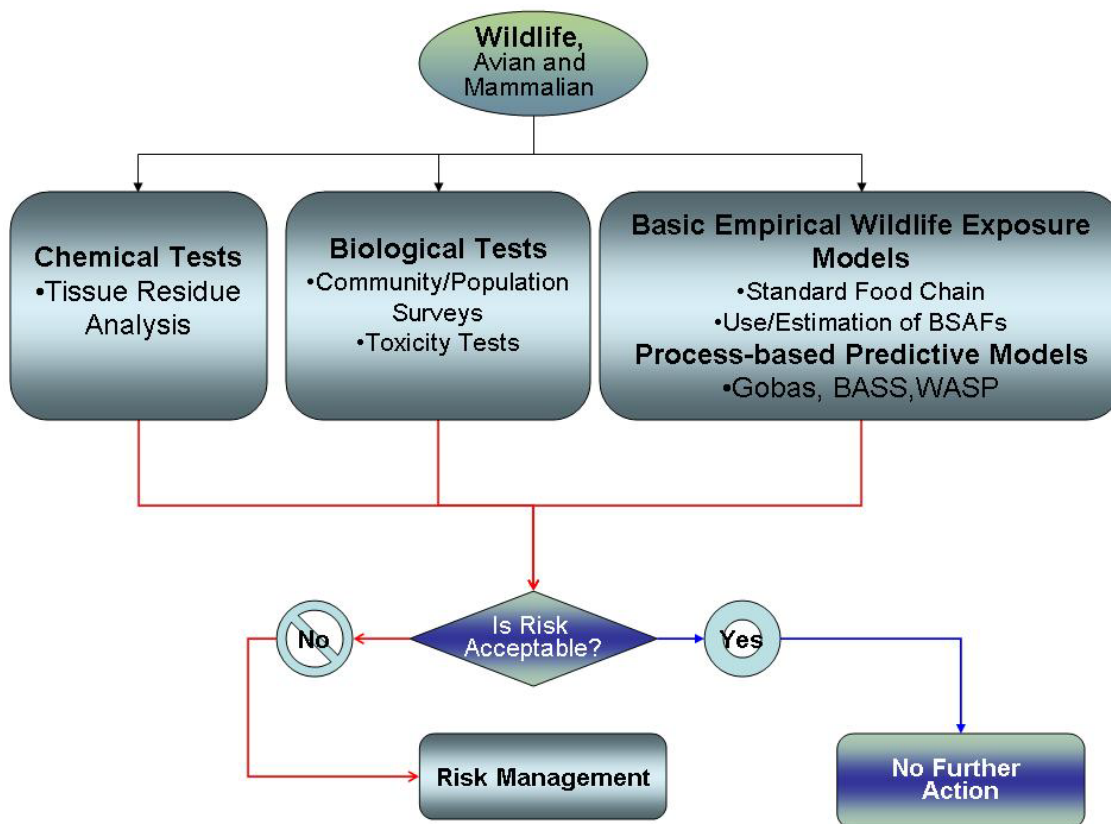 Wildlife,
Avian and
Mammalian
Chemical Tests
•Tissue Residue
Analysis
Biological Tests
•Community/Population
Surveys
•Toxicity Tests
Basic Empirical Wildlife Exposure
Models
•Standard Food Chain
•Use/Estimation of BSAFs
Process-based Predictive Models
•Gobas, BASS,WASP
No
Is Risk
Acceptable?
Yes
Risk Management
No Further
Action